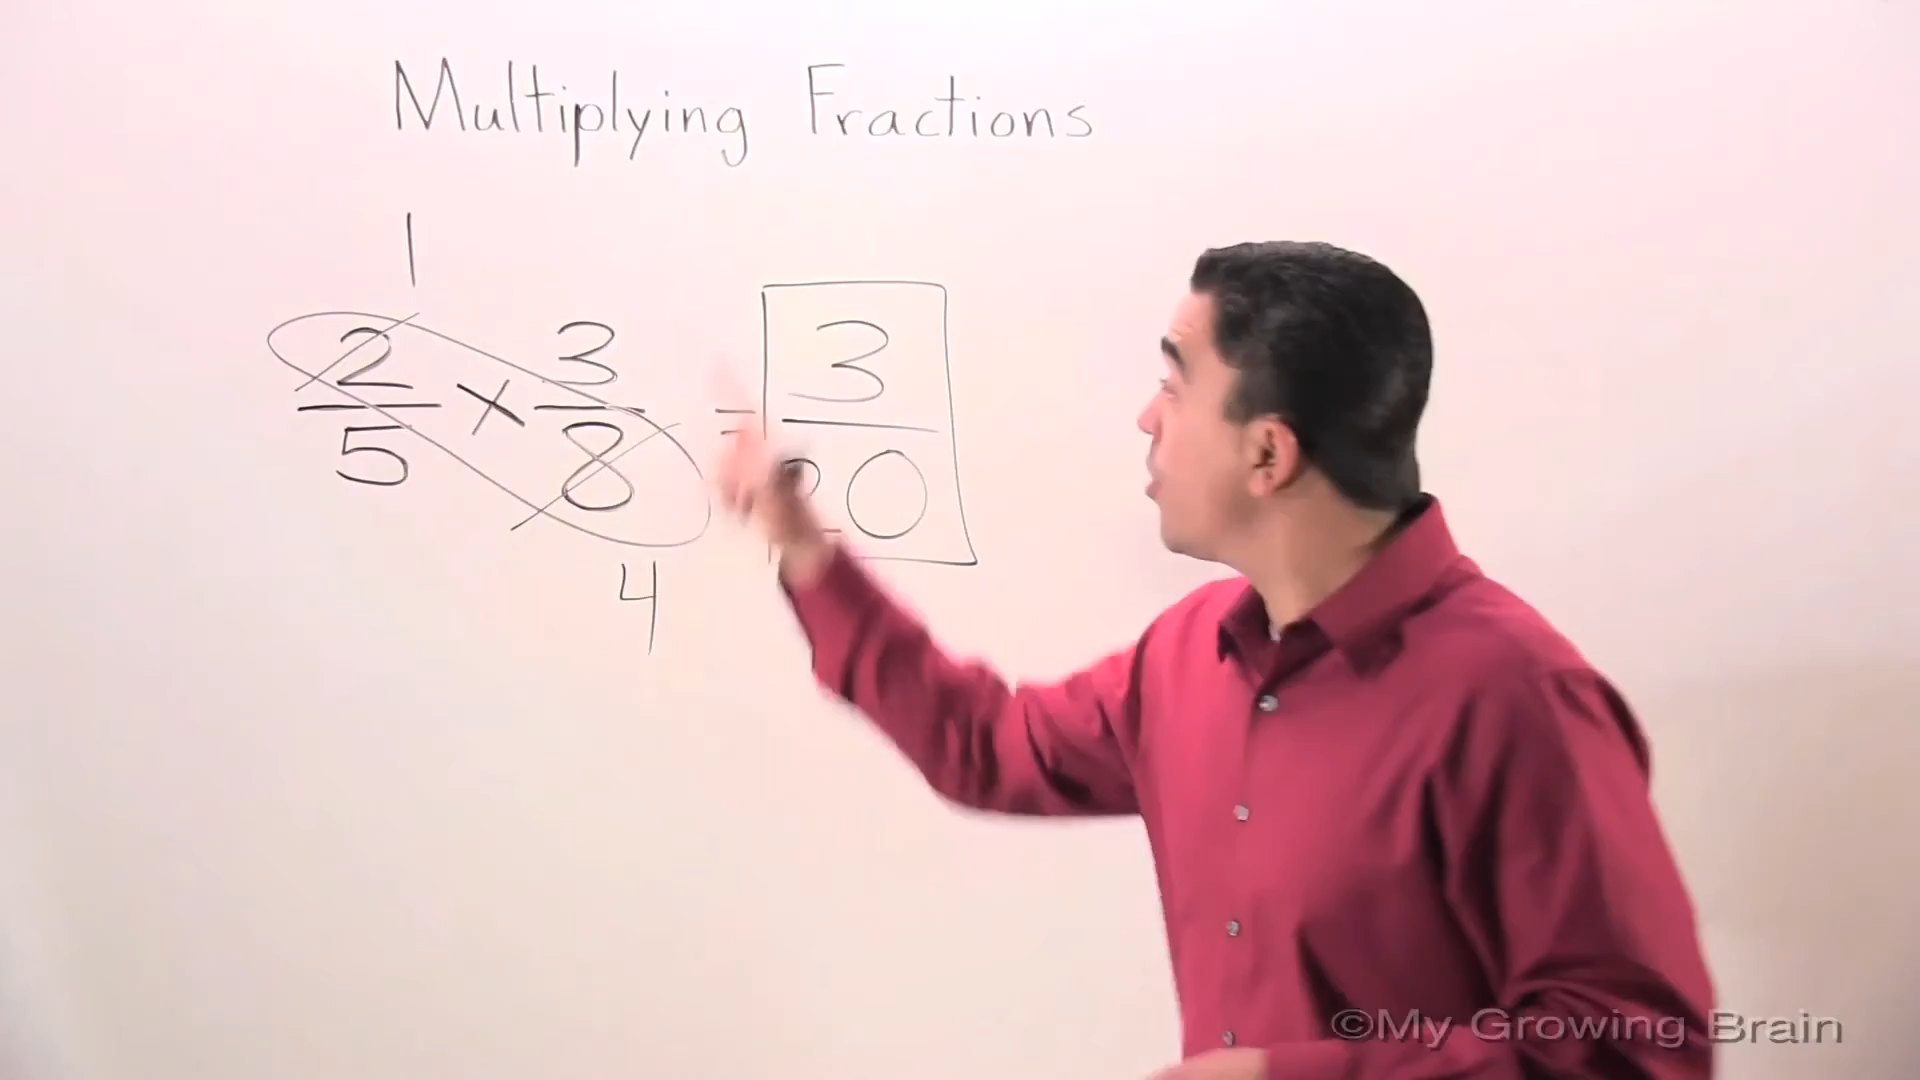 Multiplying Fractions
1
2 3 3
× =
5 8 20
4
©My Growing Brain